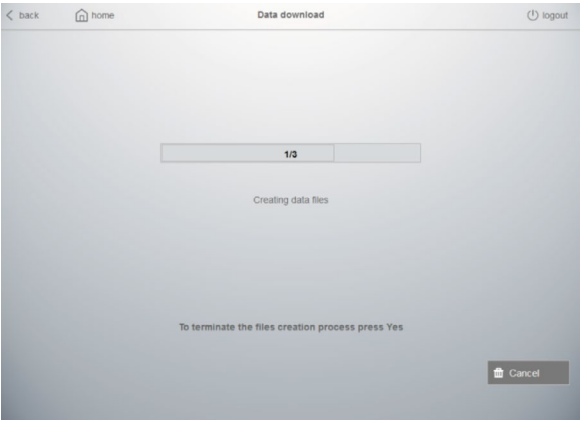 back
home
Data download
logout
1/3
Creating data files
To terminate the files creation process press Yes
Cancel